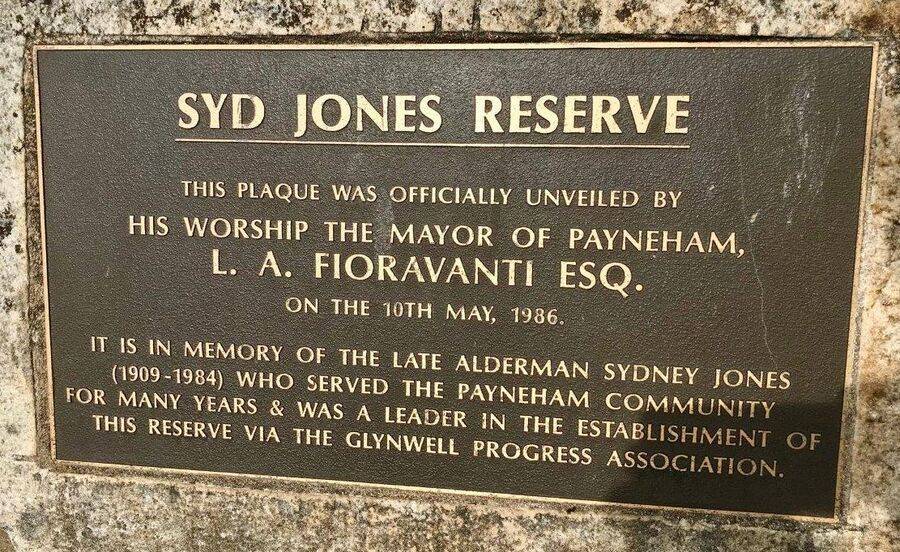 SYD JONES RESERVE
THIS PLAQUE WAS OFFICIALLY UNVEILED BY
HIS WORSHIP THE MAYOR OF PAYNEHAM,
L. A. FIORAVANTI ESQ.
ON THE 10TH MAY, 1986.
IT IS IN MEMORY OF THE LATE ALDERMAN SYDNEY JONES
(1909-1984) WHO SERVED THE PAYNEHAM COMMUNITY
FOR MANY YEARS & WAS A LEADER IN THE ESTABLISHMENT OF
THIS RESERVE VIA THE GLYNWELL PROGRESS ASSOCIATION.